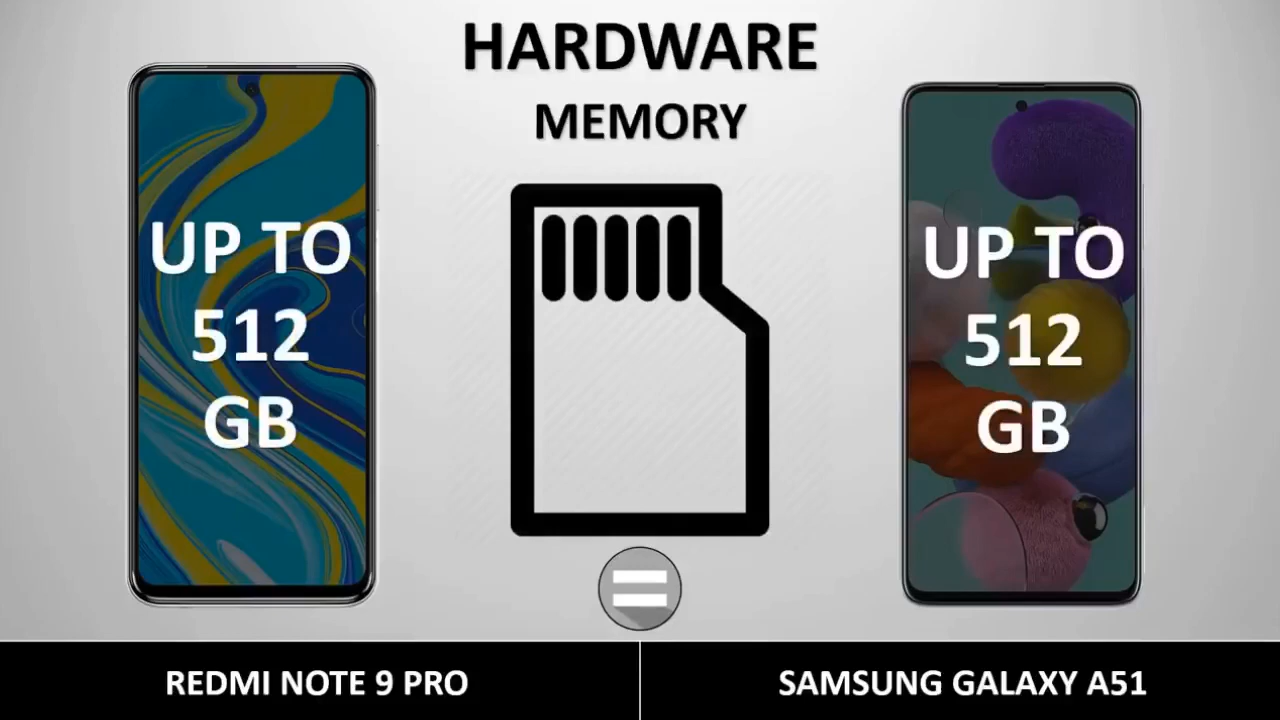 HARDWARE
MEMORY
UP TO
512
GB
UP TO
512
GB
REDMI NOTE 9 PRO
SAMSUNG GALAXY A51